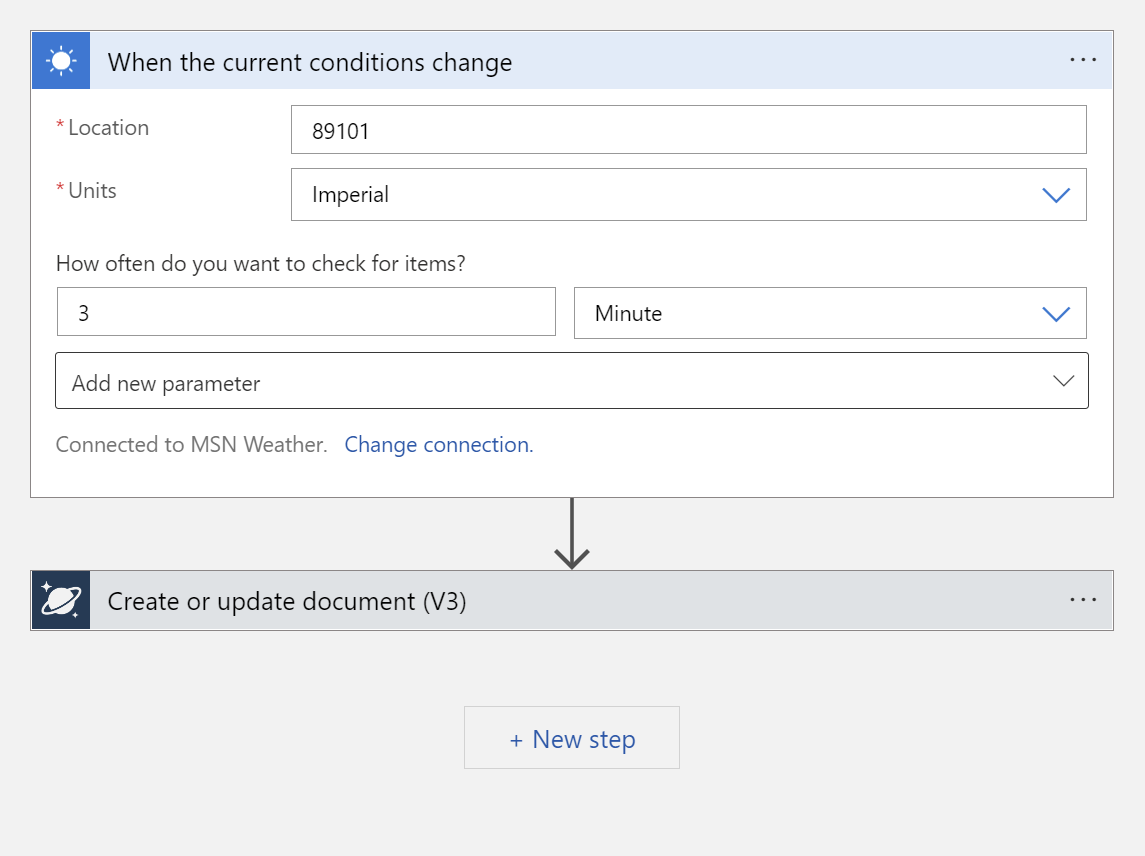 When the current conditions change
* Location
89101
* Units
Imperial
How often do you want to check for items?
3
Minute
Add new parameter
Connected to MSN Weather. Change connection.
Create or update document (V3)
+ New step